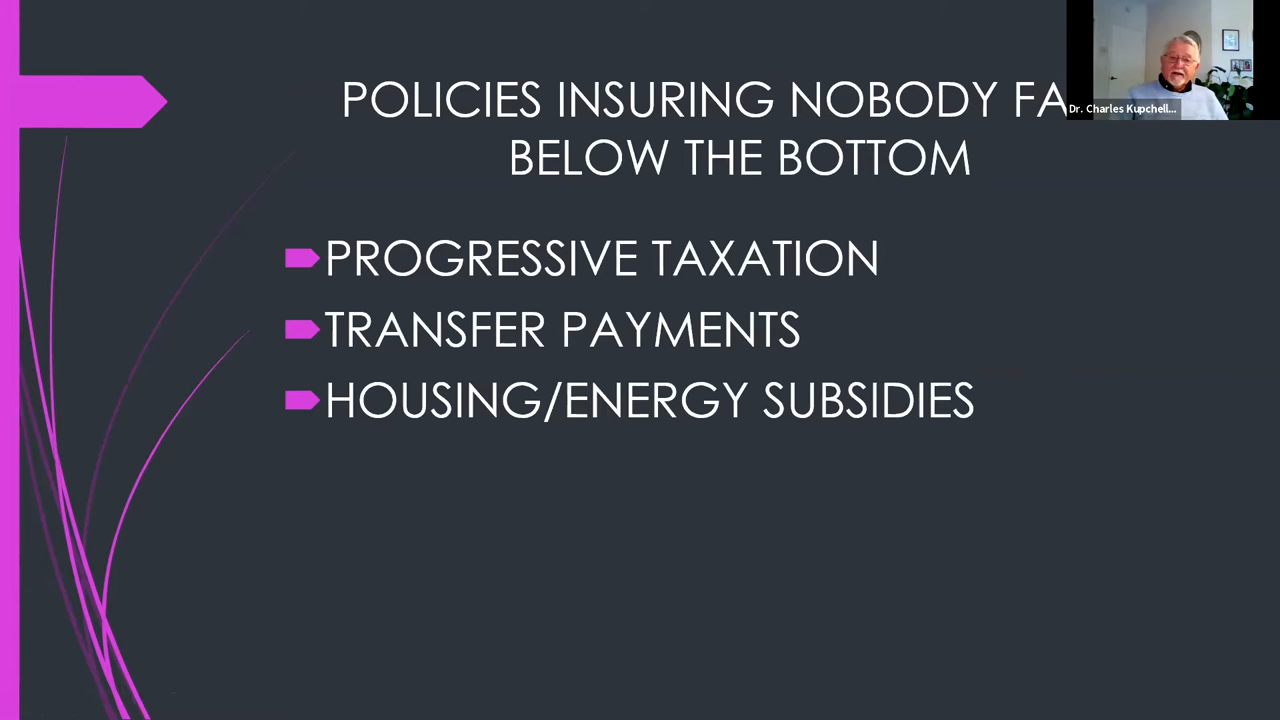 POLICIES INSURING NOBODY FA
BELOW THE BOTTOM
PROGRESSIVE TAXATION
TRANSFER PAYMENTS
HOUSING/ENERGY SUBSIDIES
Dr. Charles Kupchell...